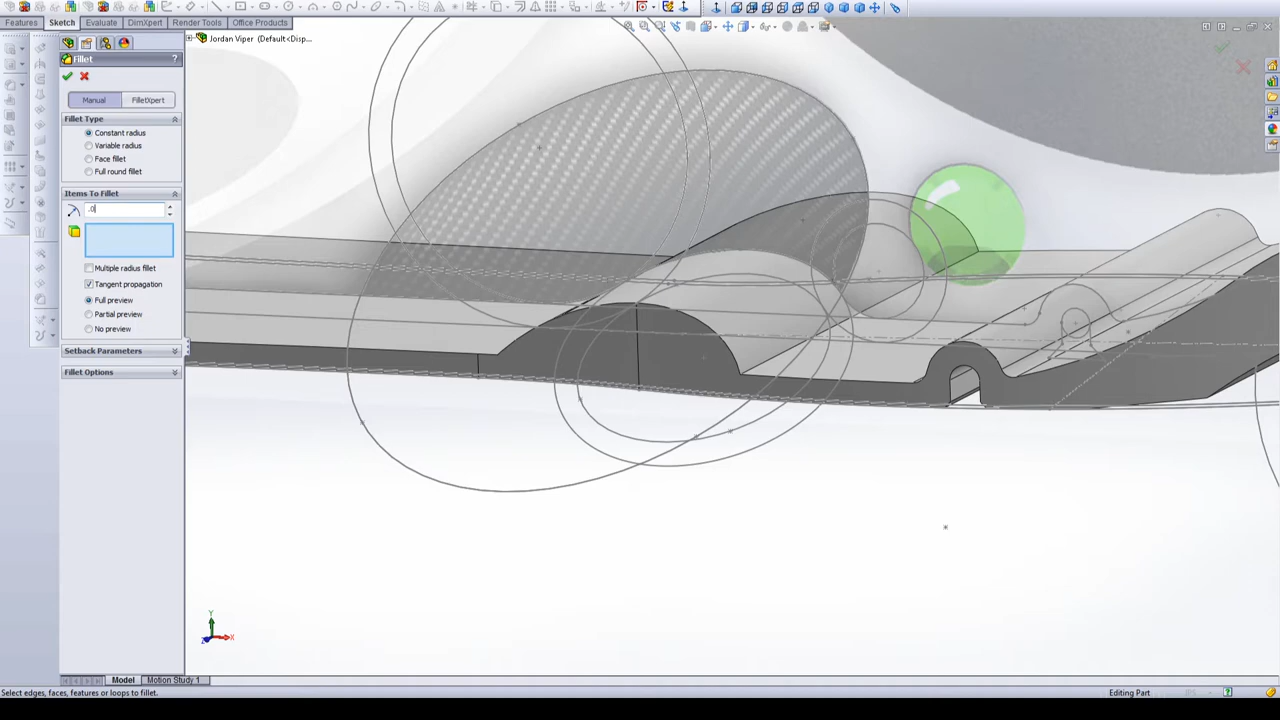 Features Sketch Evaluate DimXpert Render Tools Office Products
Jordan Viper (Default<Disp...
Fillet ?
Manual FilletXpert
Fillet Type
Constant radius
Variable radius
Face fillet
Full round fillet
Items To Fillet
.0
Multiple radius fillet
Tangent propagation
Full preview
Partial preview
No preview
Setback Parameters
Fillet Options
Y
X
Z
Model Motion Study 1
Select edges, faces, features or loops to fillet. Editing Part IPS ?